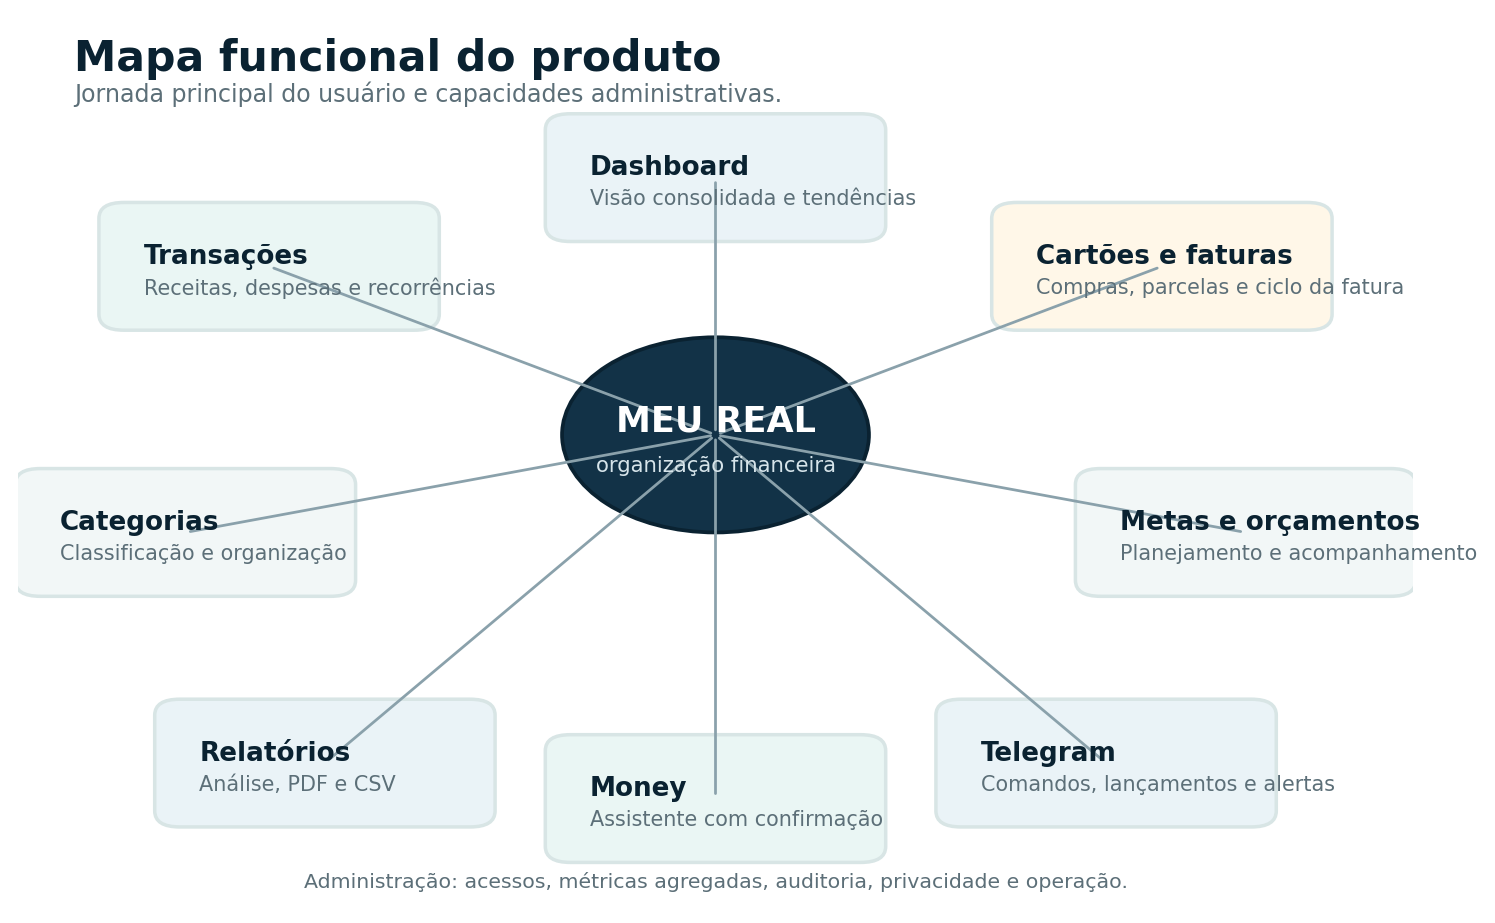 Mapa funcional do produto
Jornada principal do usuário e capacidades administrativas.
Dashboard
Visão consolidada e tendências
Transações
Receitas, despesas e recorrências
Cartões e faturas
Compras, parcelas e ciclo da fatura
MEU REAL
organização financeira
Categorias
Classificação e organização
Metas e orçamentos
Planejamento e acompanhamento
Relatórios
Análise, PDF e CSV
Money
Assistente com confirmação
Telegram
Comandos, lançamentos e alertas
Administração: acessos, métricas agregadas, auditoria, privacidade e operação.